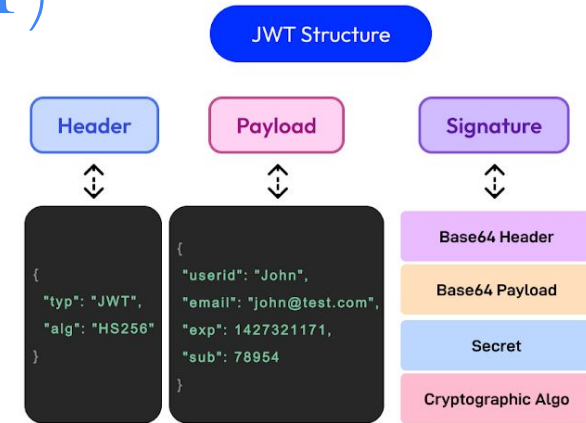 JWT Structure
Header
Payload
Signature
{
"typ": "JWT",
"alg": "HS256"
}
{
"userid": "John",
"email": "john@test.com",
"exp": 1427321171,
"sub": 78954
}
Base64 Header
Base64 Payload
Secret
Cryptographic Algo